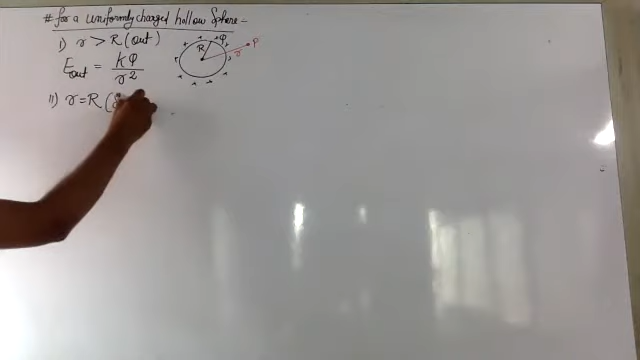 # for a uniformly charged hollow Sphere -
i) r > R (out)
E_out = KQ / r²
R Q r P
ii) r = R (S